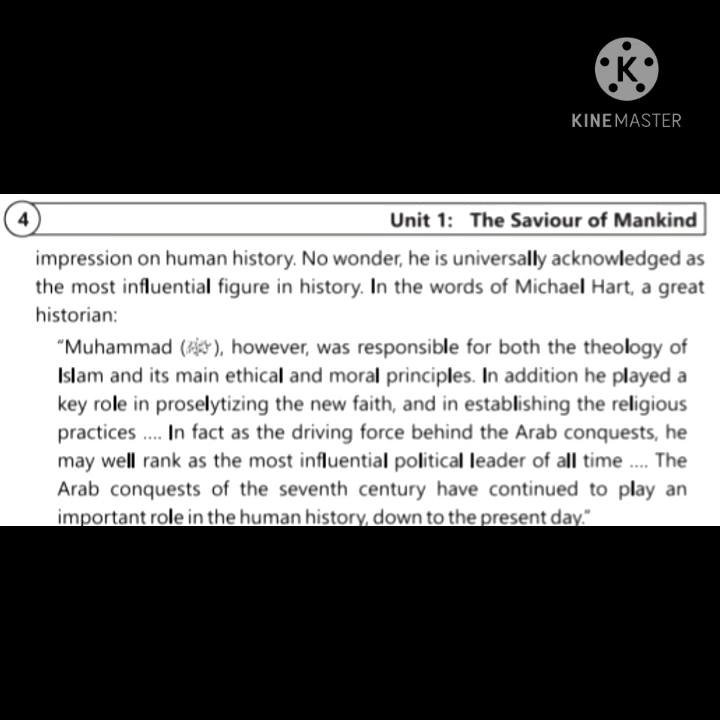 K
KINEMASTER
4
Unit 1: The Saviour of Mankind
impression on human history. No wonder, he is universally acknowledged as
the most influential figure in history. In the words of Michael Hart, a great
historian:
"Muhammad (ﷺ), however, was responsible for both the theology of
Islam and its main ethical and moral principles. In addition he played a
key role in proselytizing the new faith, and in establishing the religious
practices .... In fact as the driving force behind the Arab conquests, he
may well rank as the most influential political leader of all time .... The
Arab conquests of the seventh century have continued to play an
important role in the human history, down to the present day."